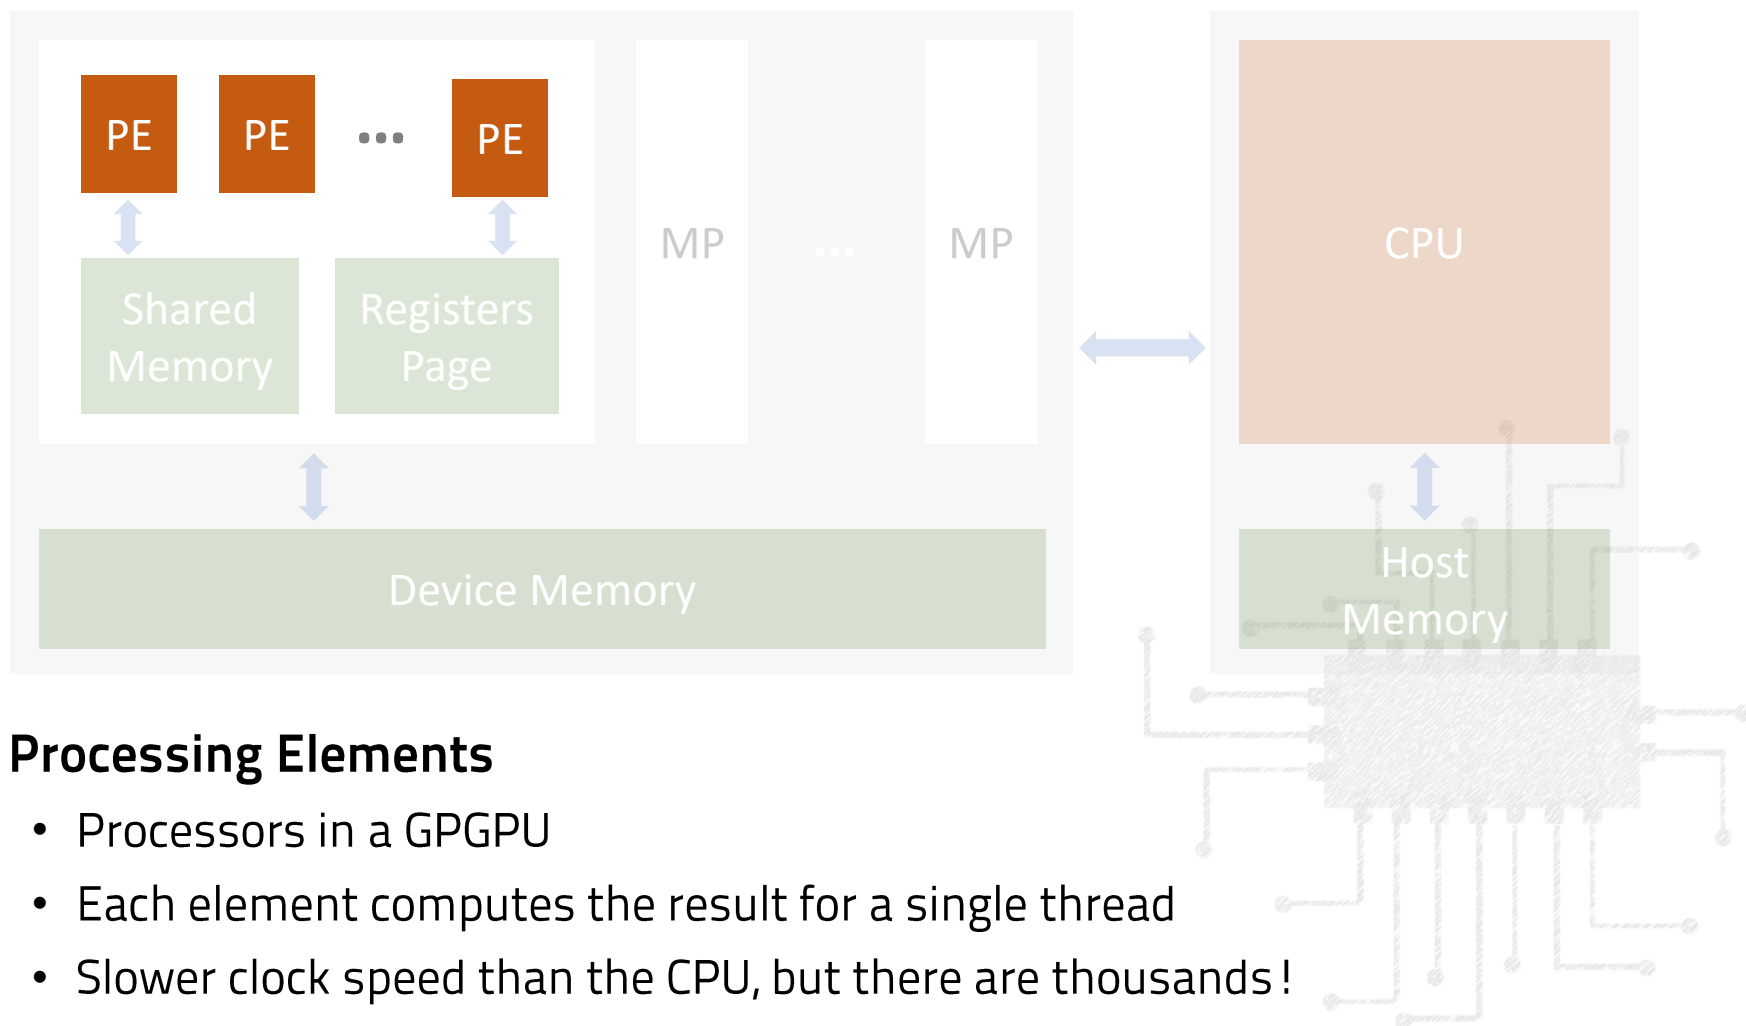 PE PE ... PE
MP ... MP
CPU
Shared
Memory
Registers
Page
Device Memory
Host
Memory
Processing Elements
• Processors in a GPGPU
• Each element computes the result for a single thread
• Slower clock speed than the CPU, but there are thousands!